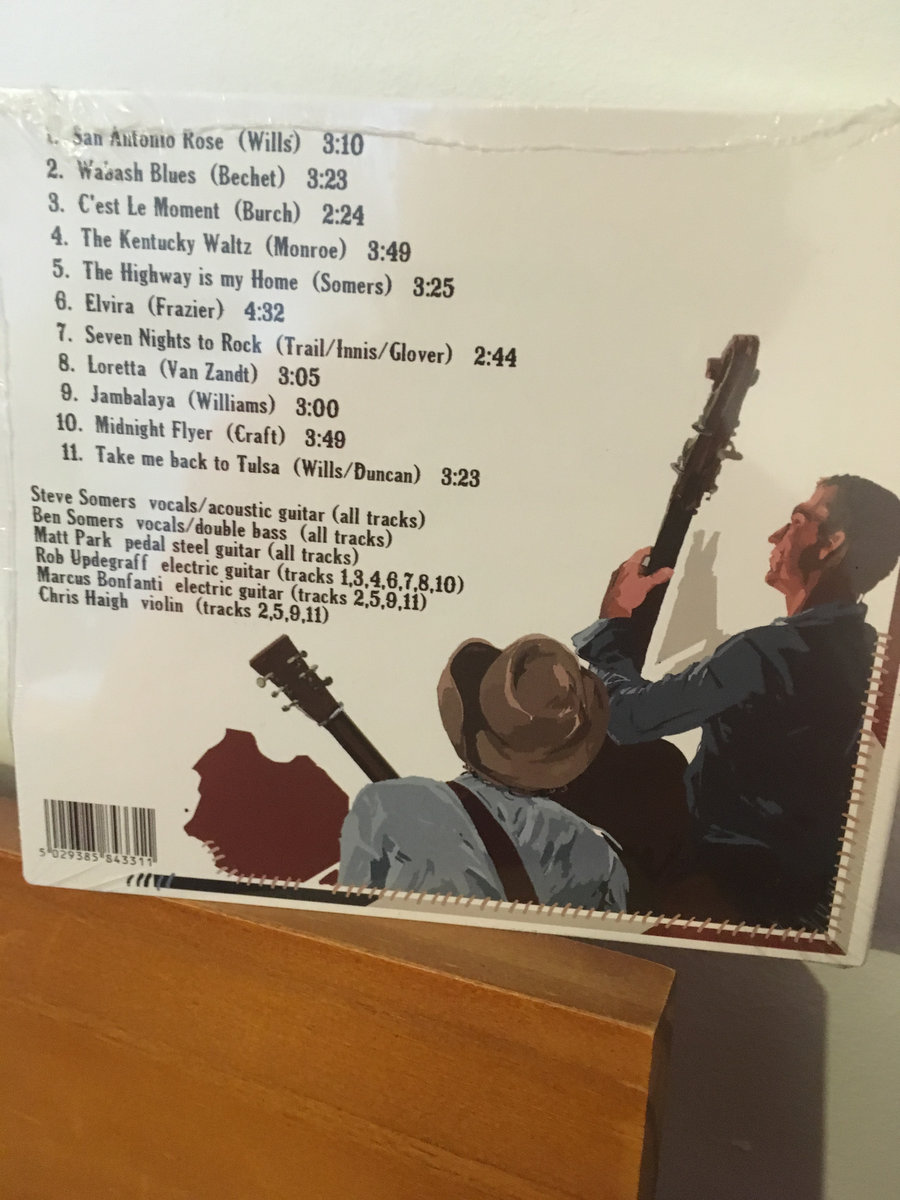 1. San Antonio Rose (Wills) 3:10
2. Wabash Blues (Bechet) 3:23
3. C'est Le Moment (Burch) 2:24
4. The Kentucky Waltz (Monroe) 3:49
5. The Highway is my Home (Somers) 3:25
6. Elvira (Frazier) 4:32
7. Seven Nights to Rock (Trail/Innis/Glover) 2:44
8. Loretta (Van Zandt) 3:05
9. Jambalaya (Williams) 3:00
10. Midnight Flyer (Craft) 3:49
11. Take me back to Tulsa (Wills/Duncan) 3:23
Steve Somers vocals/acoustic guitar (all tracks)
Ben Somers vocals/double bass (all tracks)
Matt Park pedal steel guitar (all tracks)
Rob Updegraff electric guitar (tracks 1,3,4,6,7,8,10)
Marcus Bonfanti electric guitar (tracks 2,5,9,11)
Chris Haigh violin (tracks 2,5,9,11)
5 029385 843311